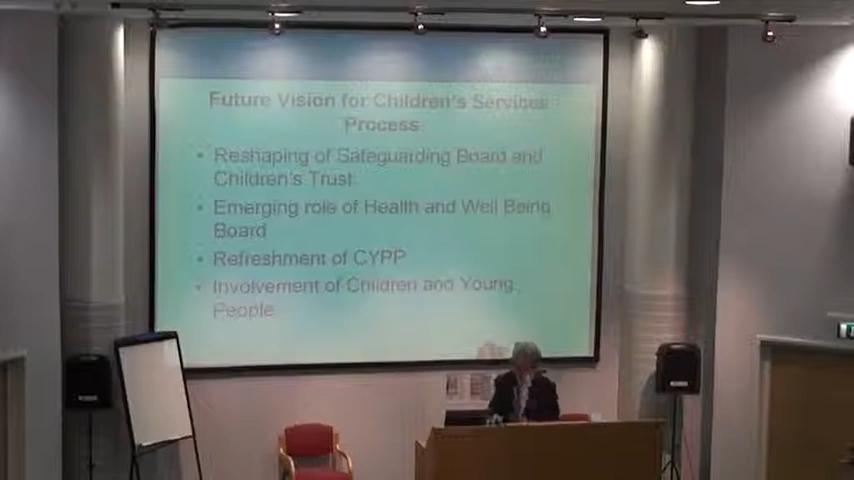 Future Vision for Children's Services
Process
• Reshaping of Safeguarding Board and
Children's Trust
• Emerging role of Health and Well Being
Board
• Refreshment of CYPP
• Involvement of Children and Young
People